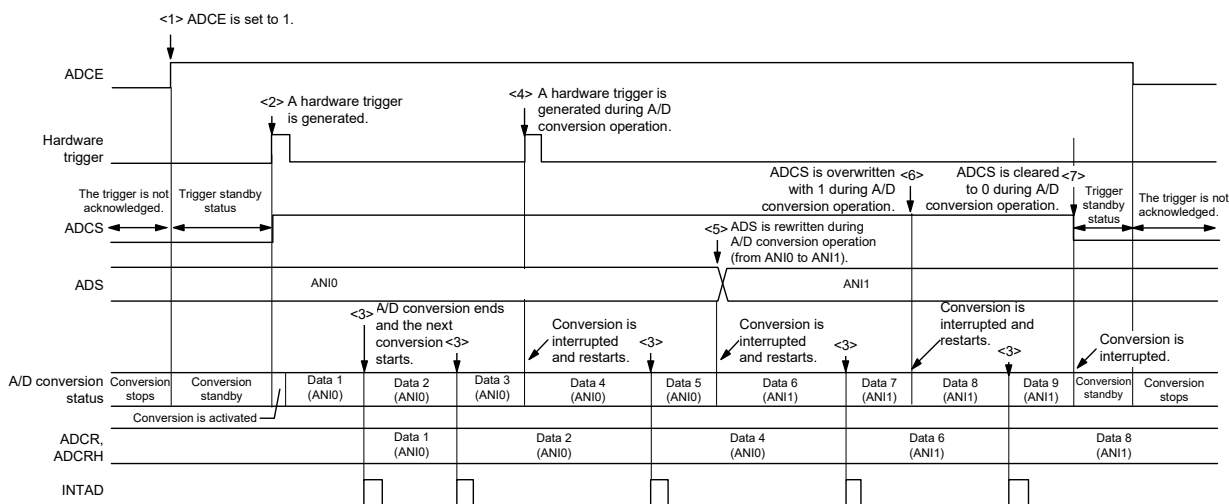 <1> ADCE is set to 1.
ADCE
<2> A hardware trigger
is generated.
<4> A hardware trigger is
generated during A/D
conversion operation.
Hardware
trigger
ADCS is overwritten <6>
with 1 during A/D
conversion operation.
ADCS is cleared <7>
to 0 during A/D
conversion operation.
The trigger is not
acknowledged.
Trigger standby
status
Trigger
standby
status
The trigger is not
acknowledged.
ADCS
<5> ADS is rewritten during
A/D conversion operation
(from ANI0 to ANI1).
ADS
ANI0
ANI1
<3> A/D conversion ends
and the next
conversion <3>
starts.
Conversion is
interrupted
and restarts.
<3>
Conversion is
interrupted
and restarts.
<3>
Conversion is
interrupted and
restarts.
<3>
Conversion is
interrupted.
A/D conversion
status
Conversion
stops
Conversion
standby
Data 1
(ANI0)
Data 2
(ANI0)
Data 3
(ANI0)
Data 4
(ANI0)
Data 5
(ANI0)
Data 6
(ANI1)
Data 7
(ANI1)
Data 8
(ANI1)
Data 9
(ANI1)
Conversion
standby
Conversion
stops
Conversion is activated
ADCR,
ADCRH
Data 1
(ANI0)
Data 2
(ANI0)
Data 4
(ANI0)
Data 6
(ANI1)
Data 8
(ANI1)
INTAD